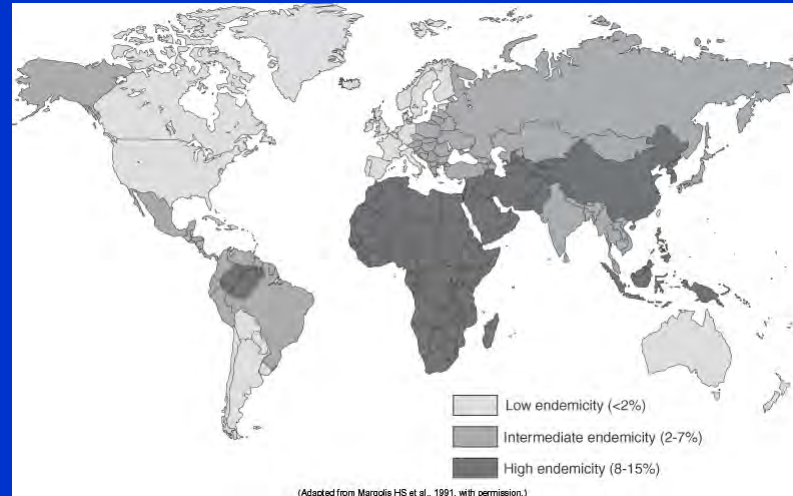 Low endemicity (<2%)
Intermediate endemicity (2-7%)
High endemicity (8-15%)
(Adapted from Margolis HS et al., 1991, with permission.)